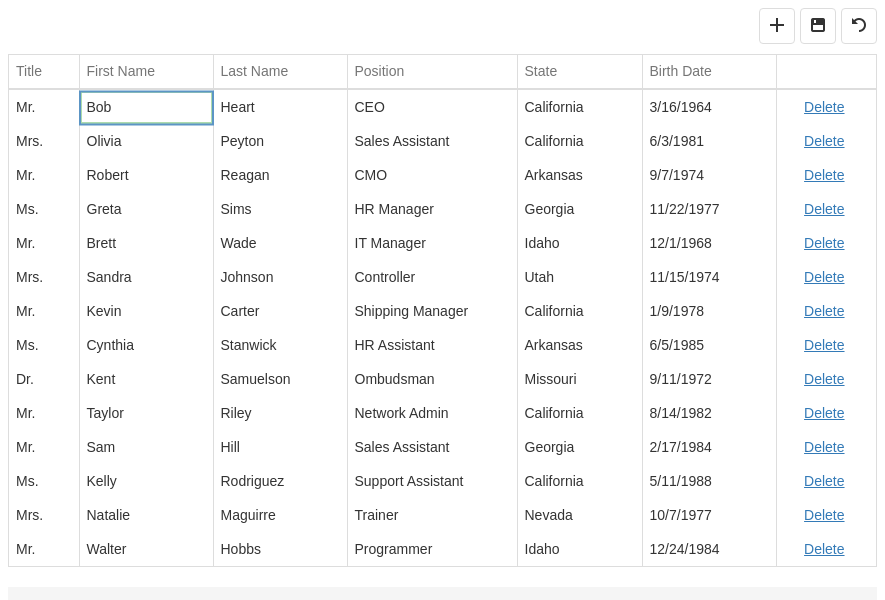 Title First Name Last Name Position State Birth Date
Mr. Bob Heart CEO California 3/16/1964 Delete
Mrs. Olivia Peyton Sales Assistant California 6/3/1981 Delete
Mr. Robert Reagan CMO Arkansas 9/7/1974 Delete
Ms. Greta Sims HR Manager Georgia 11/22/1977 Delete
Mr. Brett Wade IT Manager Idaho 12/1/1968 Delete
Mrs. Sandra Johnson Controller Utah 11/15/1974 Delete
Mr. Kevin Carter Shipping Manager California 1/9/1978 Delete
Ms. Cynthia Stanwick HR Assistant Arkansas 6/5/1985 Delete
Dr. Kent Samuelson Ombudsman Missouri 9/11/1972 Delete
Mr. Taylor Riley Network Admin California 8/14/1982 Delete
Mr. Sam Hill Sales Assistant Georgia 2/17/1984 Delete
Ms. Kelly Rodriguez Support Assistant California 5/11/1988 Delete
Mrs. Natalie Maguirre Trainer Nevada 10/7/1977 Delete
Mr. Walter Hobbs Programmer Idaho 12/24/1984 Delete